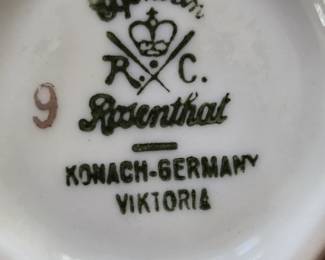 R. C.
9
Rosenthal
KONACH-GERMANY
VIKTORIA